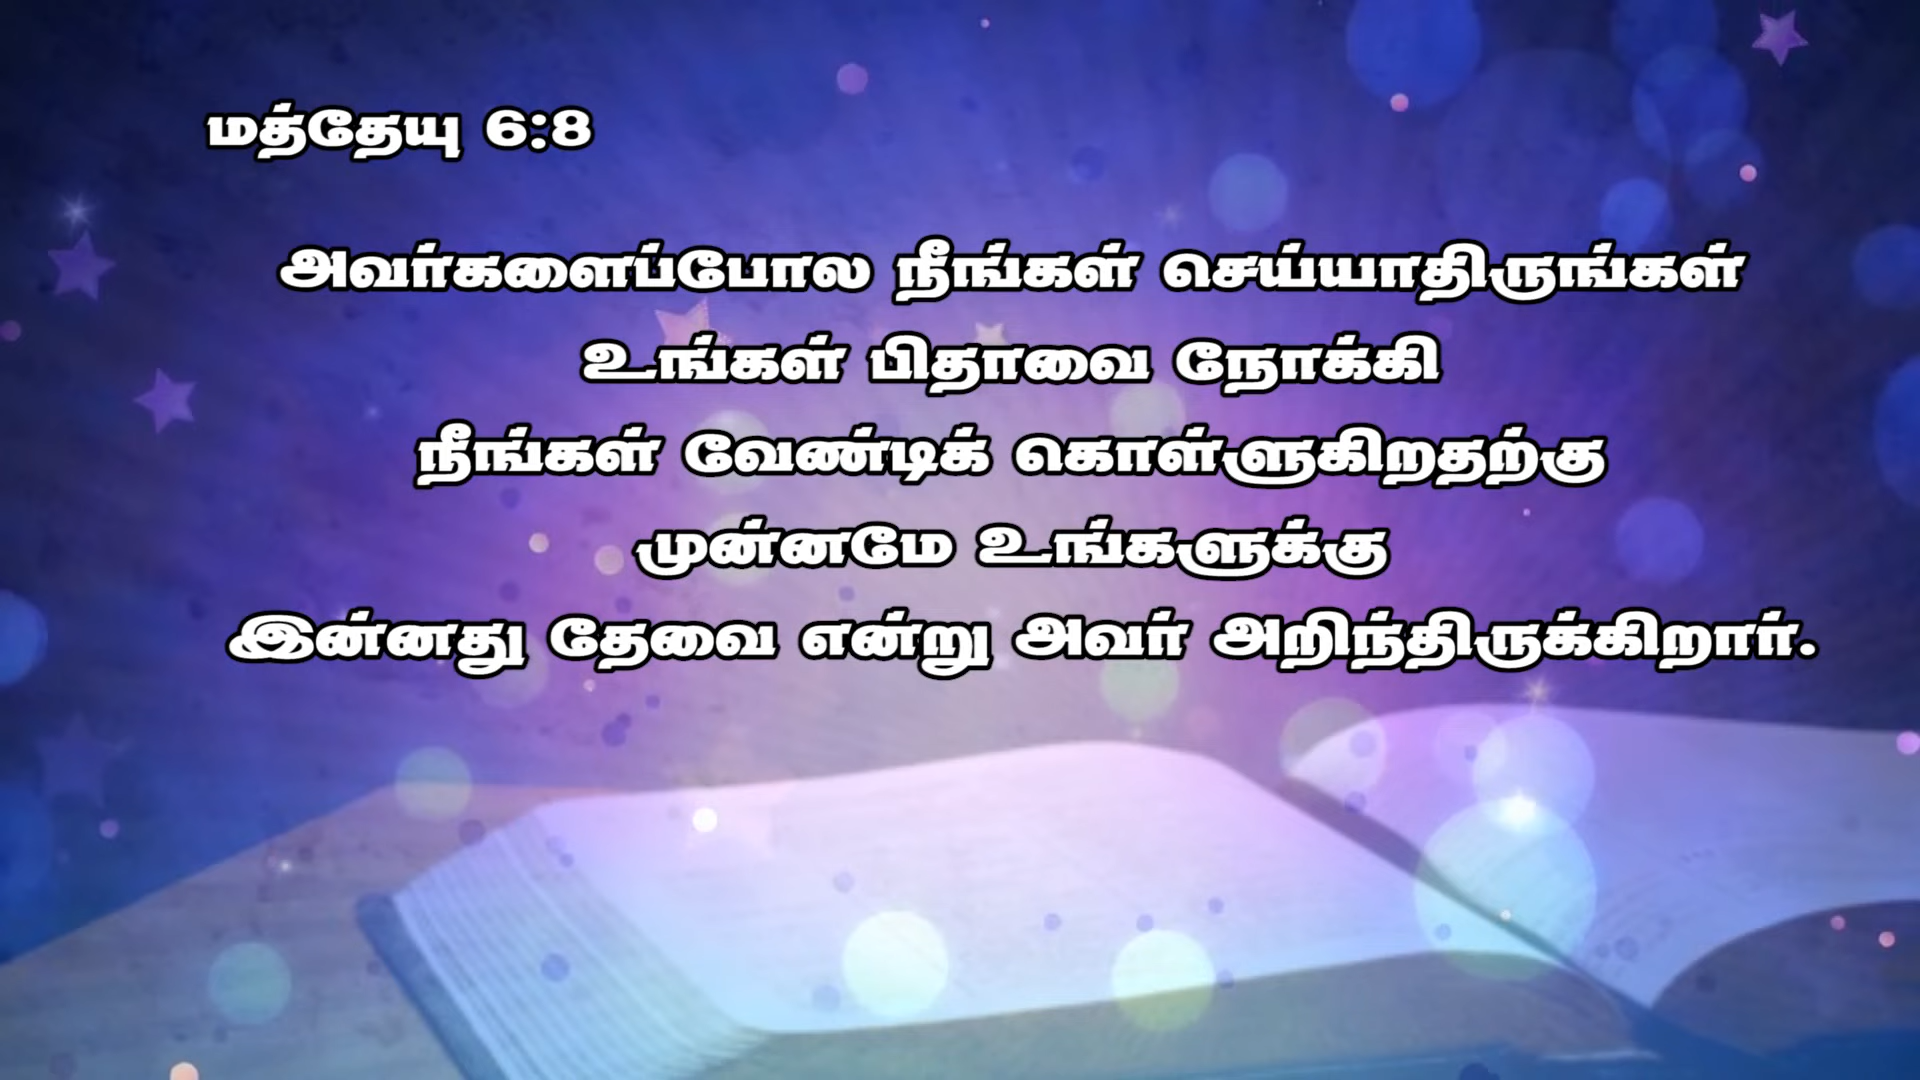 மத்தேயு 6:8
அவர்களைப்போல நீங்கள் செய்யாதிருங்கள்
உங்கள் பிதாவை நோக்கி
நீங்கள் வேண்டிக் கொள்ளுகிறதற்கு
முன்னமே உங்களுக்கு
இன்னது தேவை என்று அவர் அறிந்திருக்கிறார்.